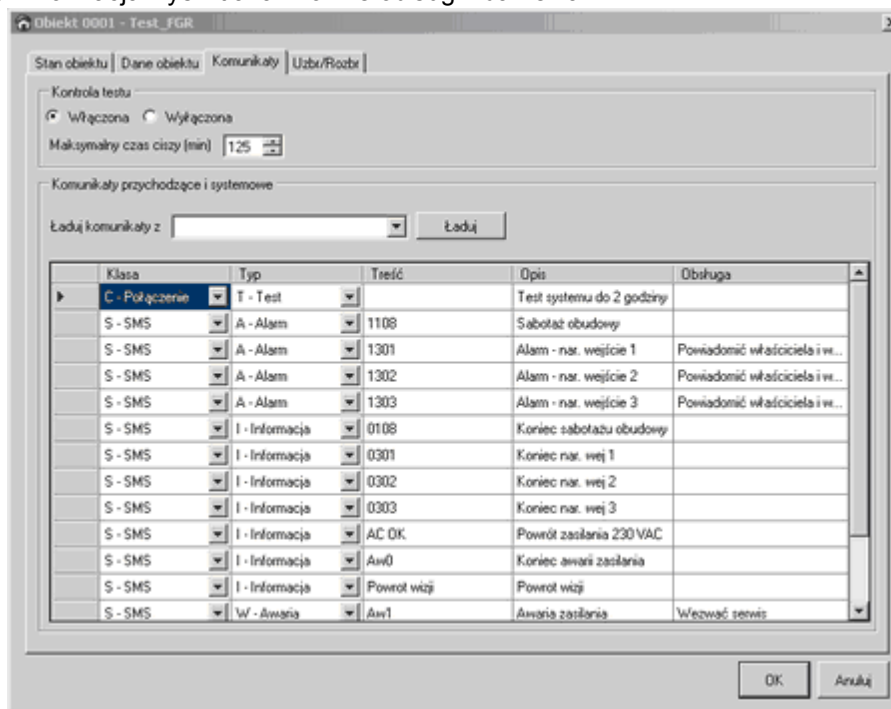 Obiekt 0001 - Test_FGR
Stan obiektu Dane obiektu Komunikaty Uzbr/Rozbr
Kontrola testu
Włączona Wyłączona
Maksymalny czas ciszy (min) 125
Komunikaty przychodzące i systemowe
Ładuj komunikaty z Ładuj
Klasa Typ Treść Opis Obsługa
C - Połączenie T - Test Test systemu do 2 godziny
S - SMS A - Alarm 1108 Sabotaż obudowy
S - SMS A - Alarm 1301 Alarm - nar. wejście 1 Powiadomić właściciela i w...
S - SMS A - Alarm 1302 Alarm - nar. wejście 2 Powiadomić właściciela i w...
S - SMS A - Alarm 1303 Alarm - nar. wejście 3 Powiadomić właściciela i w...
S - SMS I - Informacja 0108 Koniec sabotażu obudowy
S - SMS I - Informacja 0301 Koniec nar. wej 1
S - SMS I - Informacja 0302 Koniec nar. wej 2
S - SMS I - Informacja 0303 Koniec nar. wej 3
S - SMS I - Informacja AC OK Powrót zasilania 230 VAC
S - SMS I - Informacja Aw0 Koniec awarii zasilania
S - SMS I - Informacja Powrot wizji Powrot wizji
S - SMS W - Awaria Aw1 Awaria zasilania Wezwać serwis
OK Anuluj